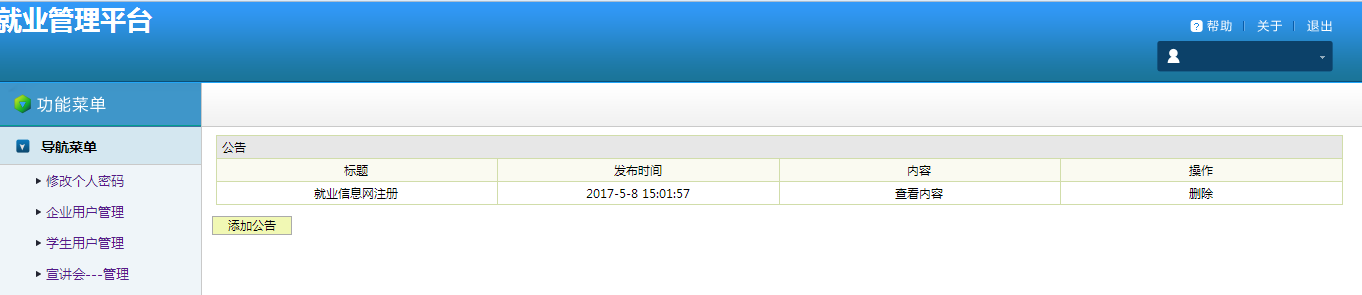 就业管理平台
? 帮助 | 关于 | 退出
功能菜单
导航菜单
修改个人密码
企业用户管理
学生用户管理
宣讲会---管理
公告
标题 发布时间 内容 操作
就业信息网注册 2017-5-8 15:01:57 查看内容 删除
添加公告